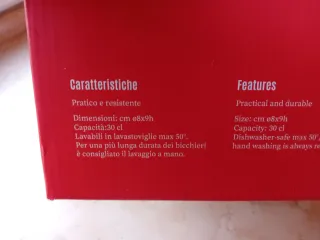 Caratteristiche
Pratico e resistente
Dimensioni: cm ø8x9h
Capacità:30 cl
Lavabili in lavastoviglie max 50°.
Per una più lunga durata dei bicchieri
è consigliato il lavaggio a mano.
Features
Practical and durable
Size: cm ø8x9h
Capacity: 30 cl
Dishwasher-safe max 50°,
hand washing is always